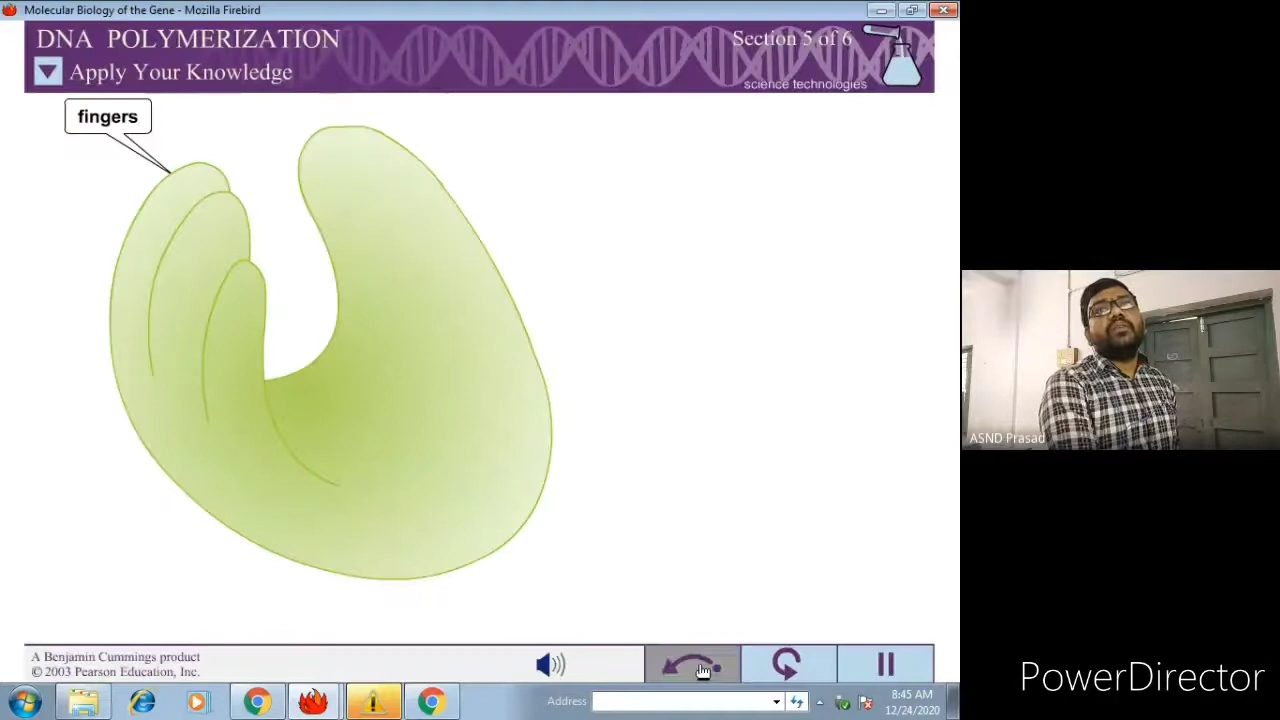 Molecular Biology of the Gene - Mozilla Firebird
DNA POLYMERIZATION
Section 5 of 6
Apply Your Knowledge
science technologies
fingers
ASND Prasad
A Benjamin Cummings product
© 2003 Pearson Education, Inc.
PowerDirector
Address
8:45 AM
12/24/2020